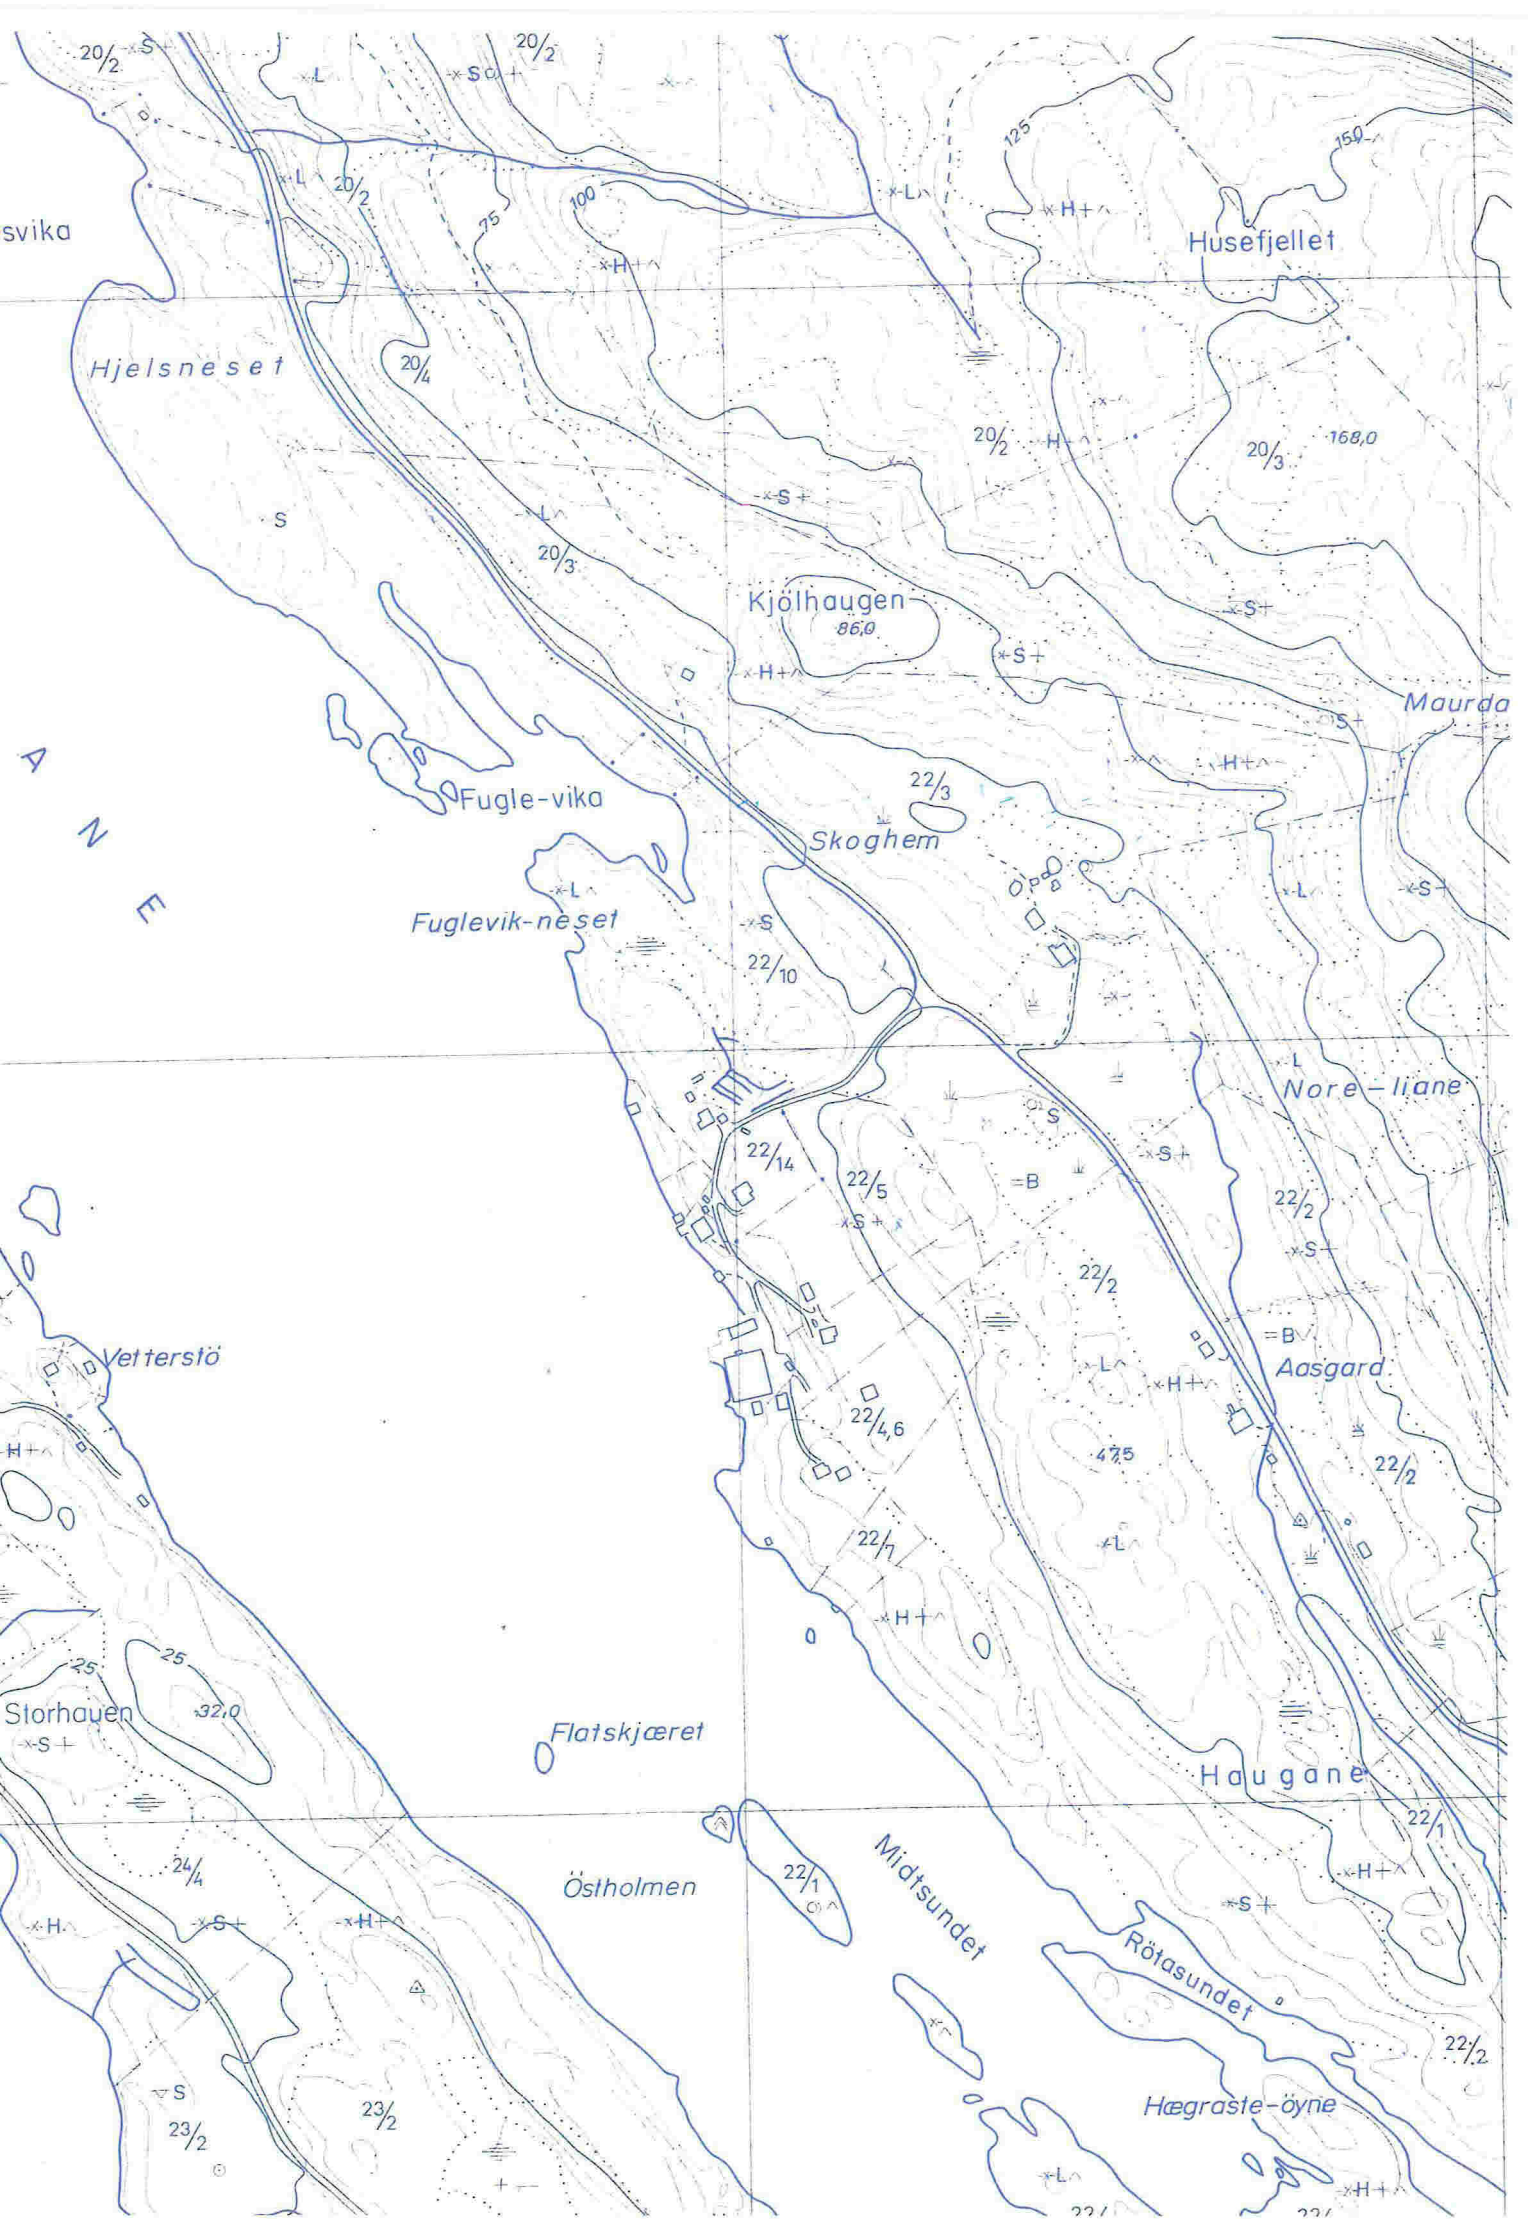 20/2
S
L
S +
20/2
125
150
L
20/2
75
100
L
H +
svika
H +
Husefjellet
Hjelsneset
20/4
20/2
H
20/3
168,0
S
S +
L
20/3
Kjölhaugen
86,0
S +
S +
H +
Maurda
S +
A
N
E
22/3
H +
Fugle-vika
Skoghem
L
L
S +
Fuglevik-neset
S
22/10
L
Nore-liane
S
22/14
S +
22/5
B
22/2
S +
S +
22/2
B
Vetterstö
L
H +
Aasgard
22/4,6
H +
47,5
22/2
22/7
L
H +
25
25
Storhauen
32,0
S +
Flatskjæret
Haugane
22/1
24/4
Östholmen
22/1
Midtsundet
H +
S +
H
S +
H +
Rötasundet
22/2
S
23/2
23/2
Hægraste-öyne
L
H +
22/
22/